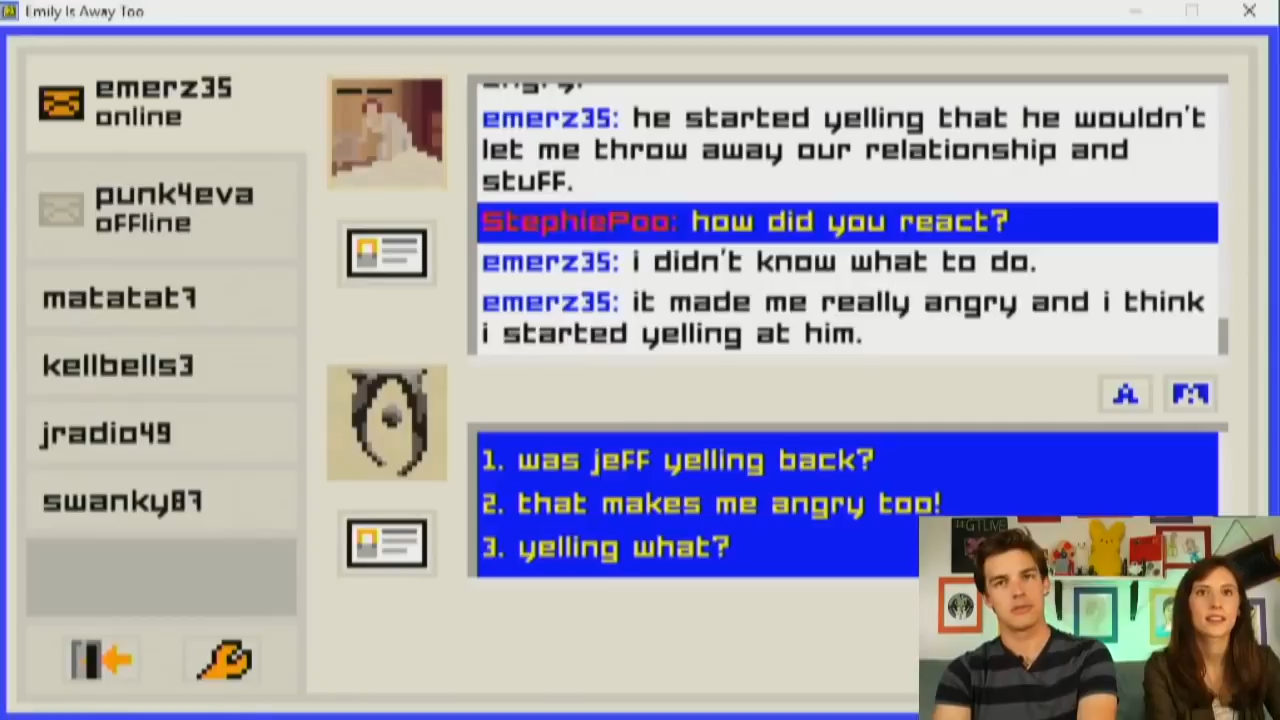 Emily Is Away Too
emerz35
online
punk4eva
offline
matatat7
kellbells3
jradio49
swanky87
angry.
emerz35: he started yelling that he wouldn't
let me throw away our relationship and
stuff.
StephiePoo: how did you react?
emerz35: i didn't know what to do.
emerz35: it made me really angry and i think
i started yelling at him.
A
1. was jeff yelling back?
2. that makes me angry too!
3. yelling what?
#GTLIVE